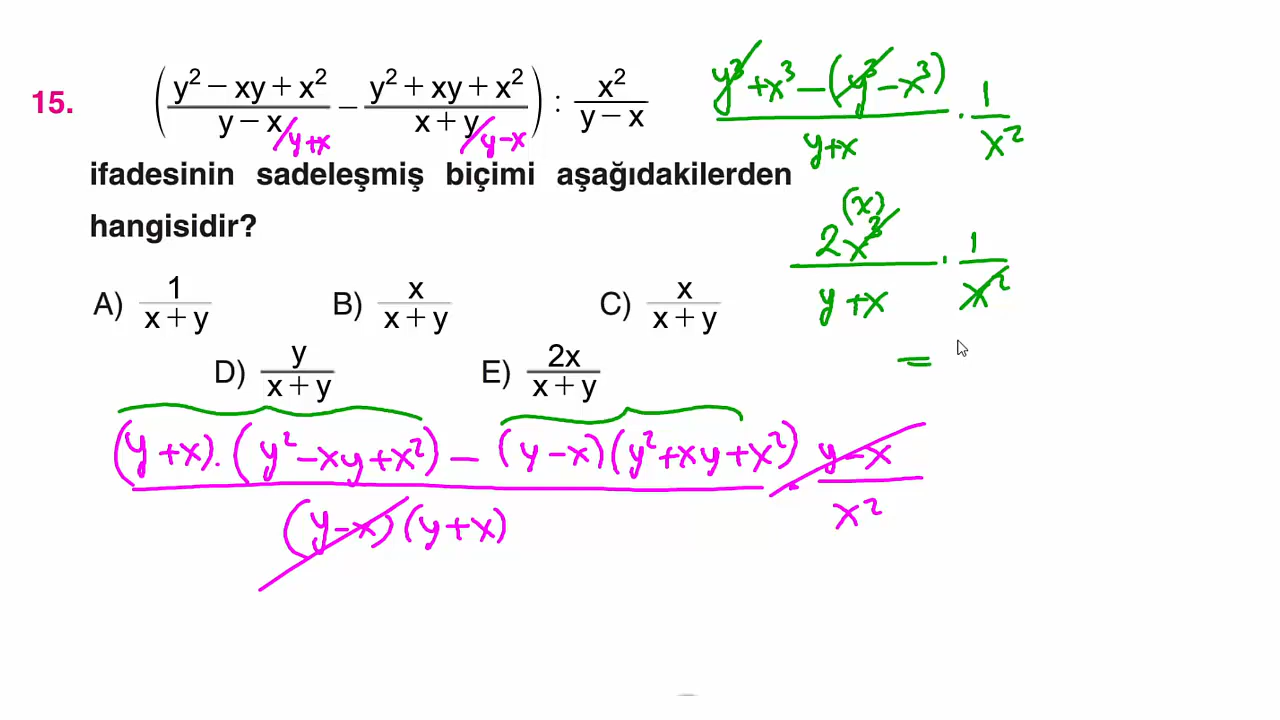 15. ( (y² − xy + x²)/(y − x) − (y² + xy + x²)/(x + y) ) : x²/(y − x)
/y+x /y−x
ifadesinin sadeleşmiş biçimi aşağıdakilerden
hangisidir?
A) 1/(x + y) B) x/(x + y) C) x/(x + y)
D) y/(x + y) E) 2x/(x + y)
(y+x).(y²−xy+x²) − (y−x)(y²+xy+x²) / (y−x)(y+x) . y−x / x²
y³+x³−(y³−x³) / y+x . 1/x²
(x)
2x³ / y+x . 1/x²
=